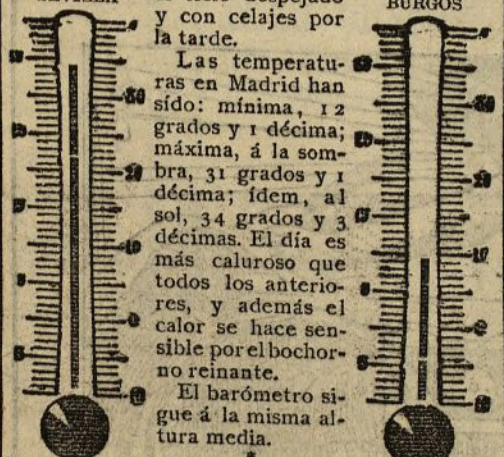 BURGOS
y con celajes por
la tarde.
Las temperatu-
ras en Madrid han
sído: mínima, 12
grados y 1 décima;
máxima, á la som-
bra, 31 grados y 1
décima; ídem, al
sol, 34 grados y 3
décimas. El día es
más caluroso que
todos los anterio-
res, y además el
calor se hace sen-
sible por el bochor-
no reinante.
El barómetro si-
gue á la misma al-
tura media.
*